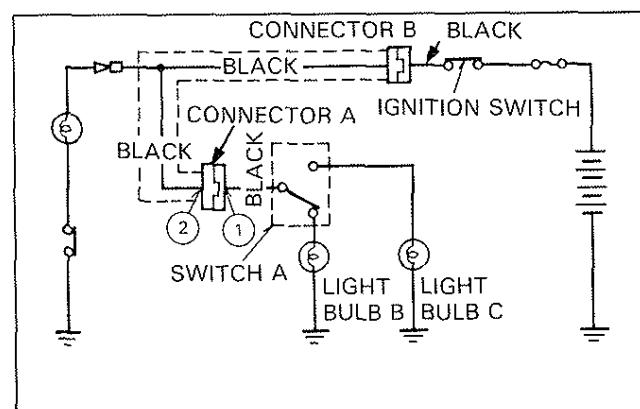 CONNECTOR B
BLACK
BLACK
IGNITION SWITCH
CONNECTOR A
BLACK
BLACK
2
1
SWITCH A
LIGHT
BULB B
LIGHT
BULB C